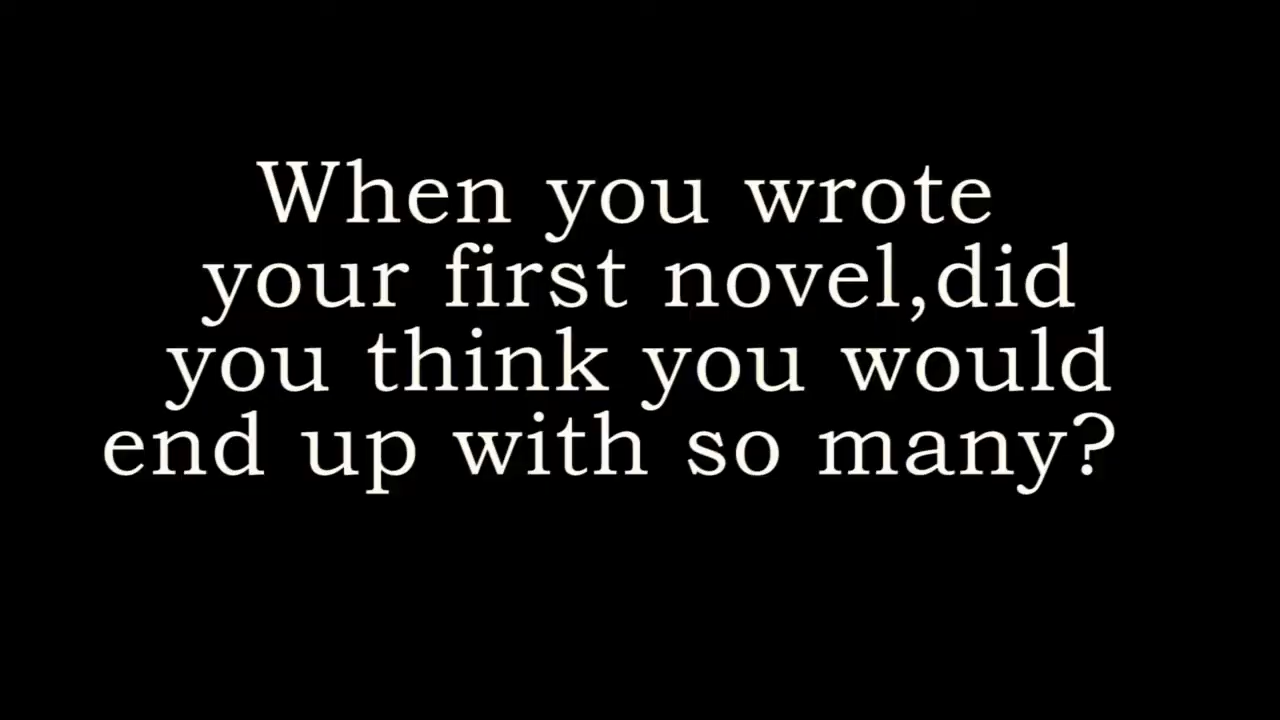 When you wrote
your first novel,did
you think you would
end up with so many?